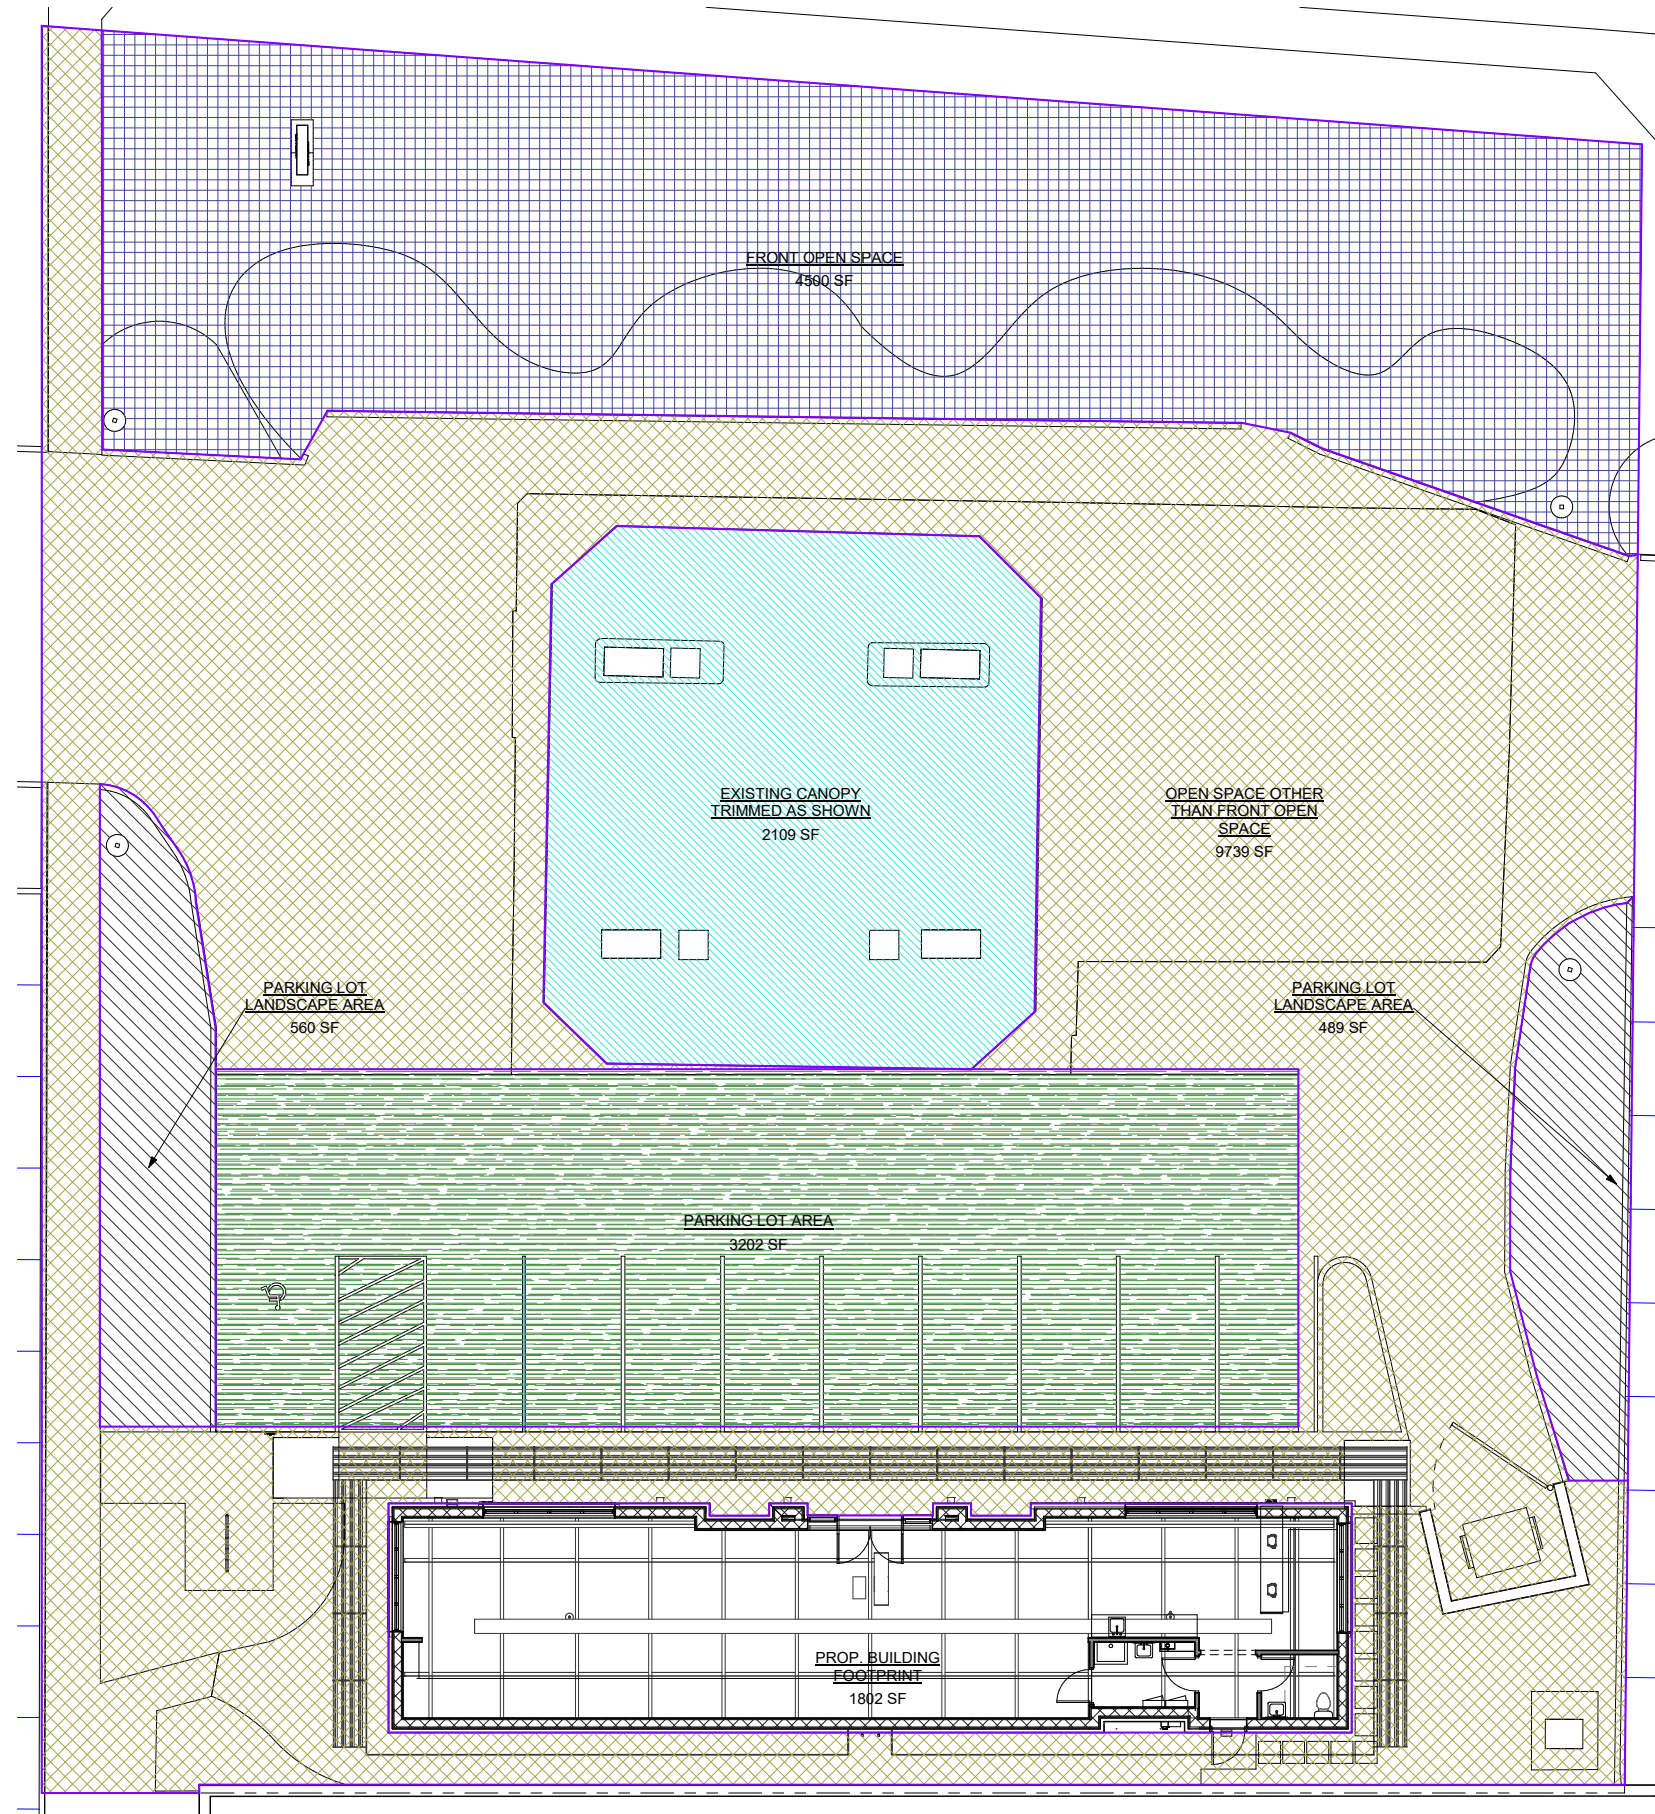 FRONT OPEN SPACE
4500 SF
EXISTING CANOPY
TRIMMED AS SHOWN
2109 SF
OPEN SPACE OTHER
THAN FRONT OPEN
SPACE
9739 SF
PARKING LOT
LANDSCAPE AREA
560 SF
PARKING LOT
LANDSCAPE AREA
489 SF
PARKING LOT AREA
3202 SF
PROP. BUILDING
FOOTPRINT
1802 SF